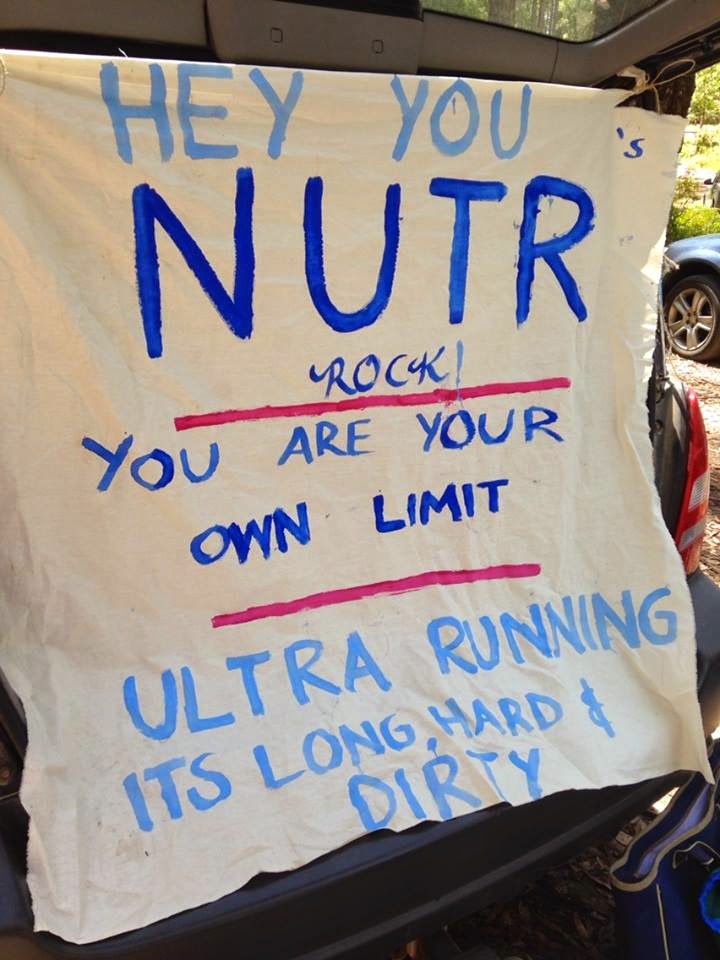 HEY YOU
NUTR 's
ROCK!
YOU ARE YOUR
OWN LIMIT
ULTRA RUNNING
ITS LONG, HARD &
DIRTY